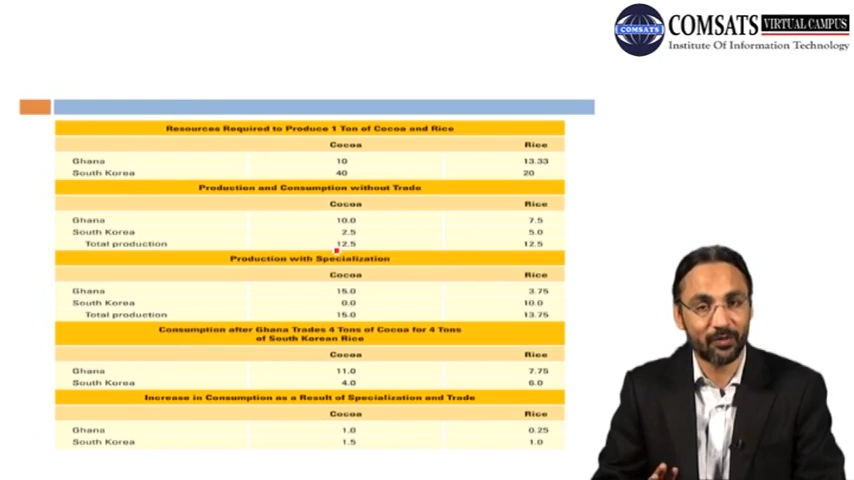 COMSATS VIRTUAL CAMPUS
COMSATS
Institute Of Information Technology
Resources Required to Produce 1 Ton of Cocoa and Rice
Cocoa Rice
Ghana 10 13.33
South Korea 40 20
Production and Consumption without Trade
Cocoa Rice
Ghana 10.0 7.5
South Korea 2.5 5.0
Total production 12.5 12.5
Production with Specialization
Cocoa Rice
Ghana 15.0 3.75
South Korea 0.0 10.0
Total production 15.0 13.75
Consumption after Ghana Trades 4 Tons of Cocoa for 4 Tons
of South Korean Rice
Cocoa Rice
Ghana 11.0 7.75
South Korea 4.0 6.0
Increase in Consumption as a Result of Specialization and Trade
Cocoa Rice
Ghana 1.0 0.25
South Korea 1.5 1.0